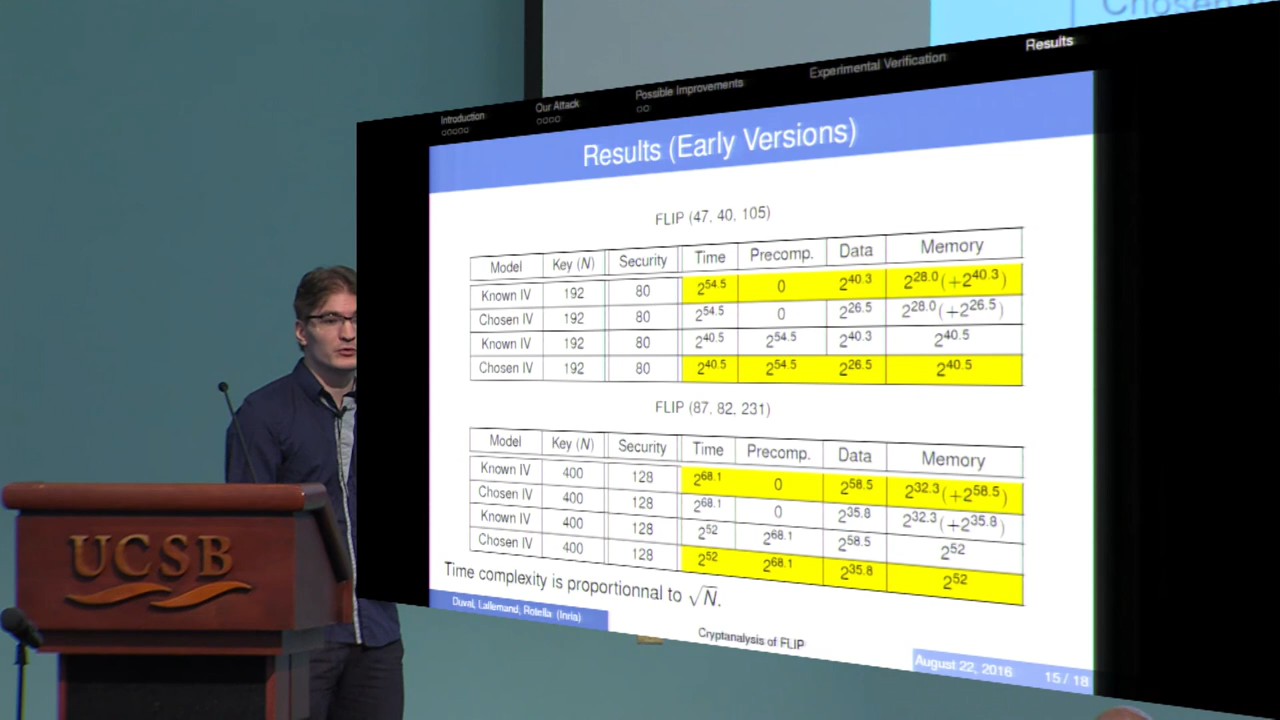 Chosen
Introduction Our Attack Possible Improvements Experimental Verification Results
Results (Early Versions)
FLIP (47, 40, 105)
Model Key (N) Security Time Precomp. Data Memory
Known IV 192 80 2^54.5 0 2^40.3 2^28.0(+2^40.3)
Chosen IV 192 80 2^54.5 0 2^26.5 2^28.0(+2^26.5)
Known IV 192 80 2^40.5 2^54.5 2^40.3 2^40.5
Chosen IV 192 80 2^40.5 2^54.5 2^26.5 2^40.5
FLIP (87, 82, 231)
Model Key (N) Security Time Precomp. Data Memory
Known IV 400 128 2^68.1 0 2^58.5 2^32.3(+2^58.5)
Chosen IV 400 128 2^68.1 0 2^35.8 2^32.3(+2^35.8)
Known IV 400 128 2^52 2^68.1 2^58.5 2^52
Chosen IV 400 128 2^52 2^68.1 2^35.8 2^52
Time complexity is proportionnal to √N.
Duval, Lallemand, Rotella (Inria) Cryptanalysis of FLIP August 22, 2016 15 / 18
UCSB